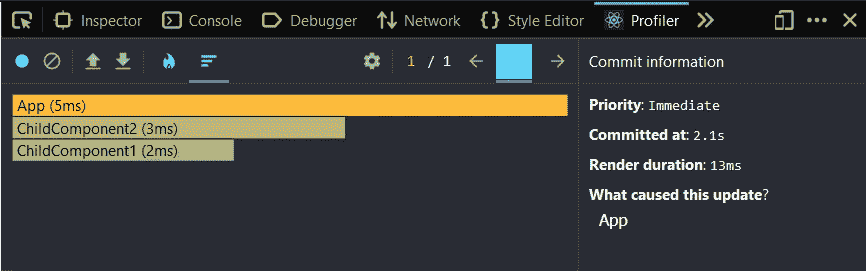 Inspector Console Debugger Network Style Editor Profiler
1 / 1
Commit information
App (5ms)
ChildComponent2 (3ms)
ChildComponent1 (2ms)
Priority: Immediate
Committed at: 2.1s
Render duration: 13ms
What caused this update?
App